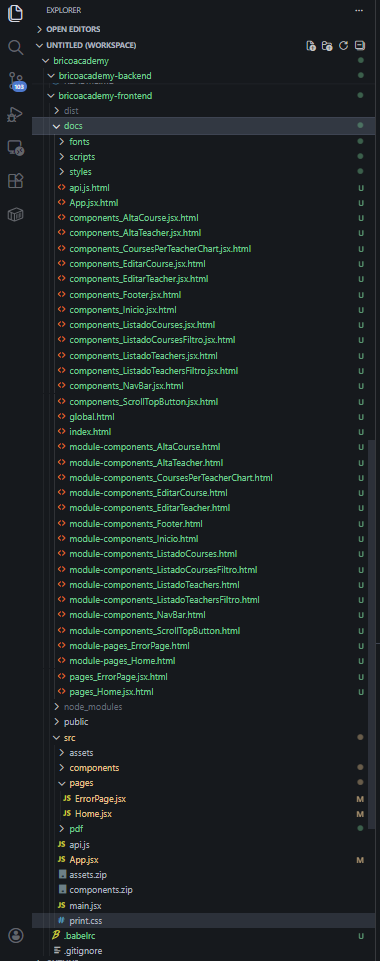 EXPLORER
OPEN EDITORS
UNTITLED (WORKSPACE)
bricoacademy
bricoacademy-backend
103
bricoacademy-frontend
dist
docs
fonts
scripts
styles
api.js.html U
App.jsx.html U
components_AltaCourse.jsx.html U
components_AltaTeacher.jsx.html U
components_CoursesPerTeacherChart.jsx.html U
components_EditarCourse.jsx.html U
components_EditarTeacher.jsx.html U
components_Footer.jsx.html U
components_Inicio.jsx.html U
components_ListadoCourses.jsx.html U
components_ListadoCoursesFiltro.jsx.html U
components_ListadoTeachers.jsx.html U
components_ListadoTeachersFiltro.jsx.html U
components_NavBar.jsx.html U
components_ScrollTopButton.jsx.html U
global.html U
index.html U
module-components_AltaCourse.html U
module-components_AltaTeacher.html U
module-components_CoursesPerTeacherChart.html U
module-components_EditarCourse.html U
module-components_EditarTeacher.html U
module-components_Footer.html U
module-components_Inicio.html U
module-components_ListadoCourses.html U
module-components_ListadoCoursesFiltro.html U
module-components_ListadoTeachers.html U
module-components_ListadoTeachersFiltro.html U
module-components_NavBar.html U
module-components_ScrollTopButton.html U
module-pages_ErrorPage.html U
module-pages_Home.html U
pages_ErrorPage.jsx.html U
pages_Home.jsx.html U
node_modules
public
src
assets
components
pages
JS ErrorPage.jsx M
JS Home.jsx M
pdf
JS api.js
JS App.jsx M
assets.zip
components.zip
JS main.jsx
# print.css
.babelrc U
.gitignore